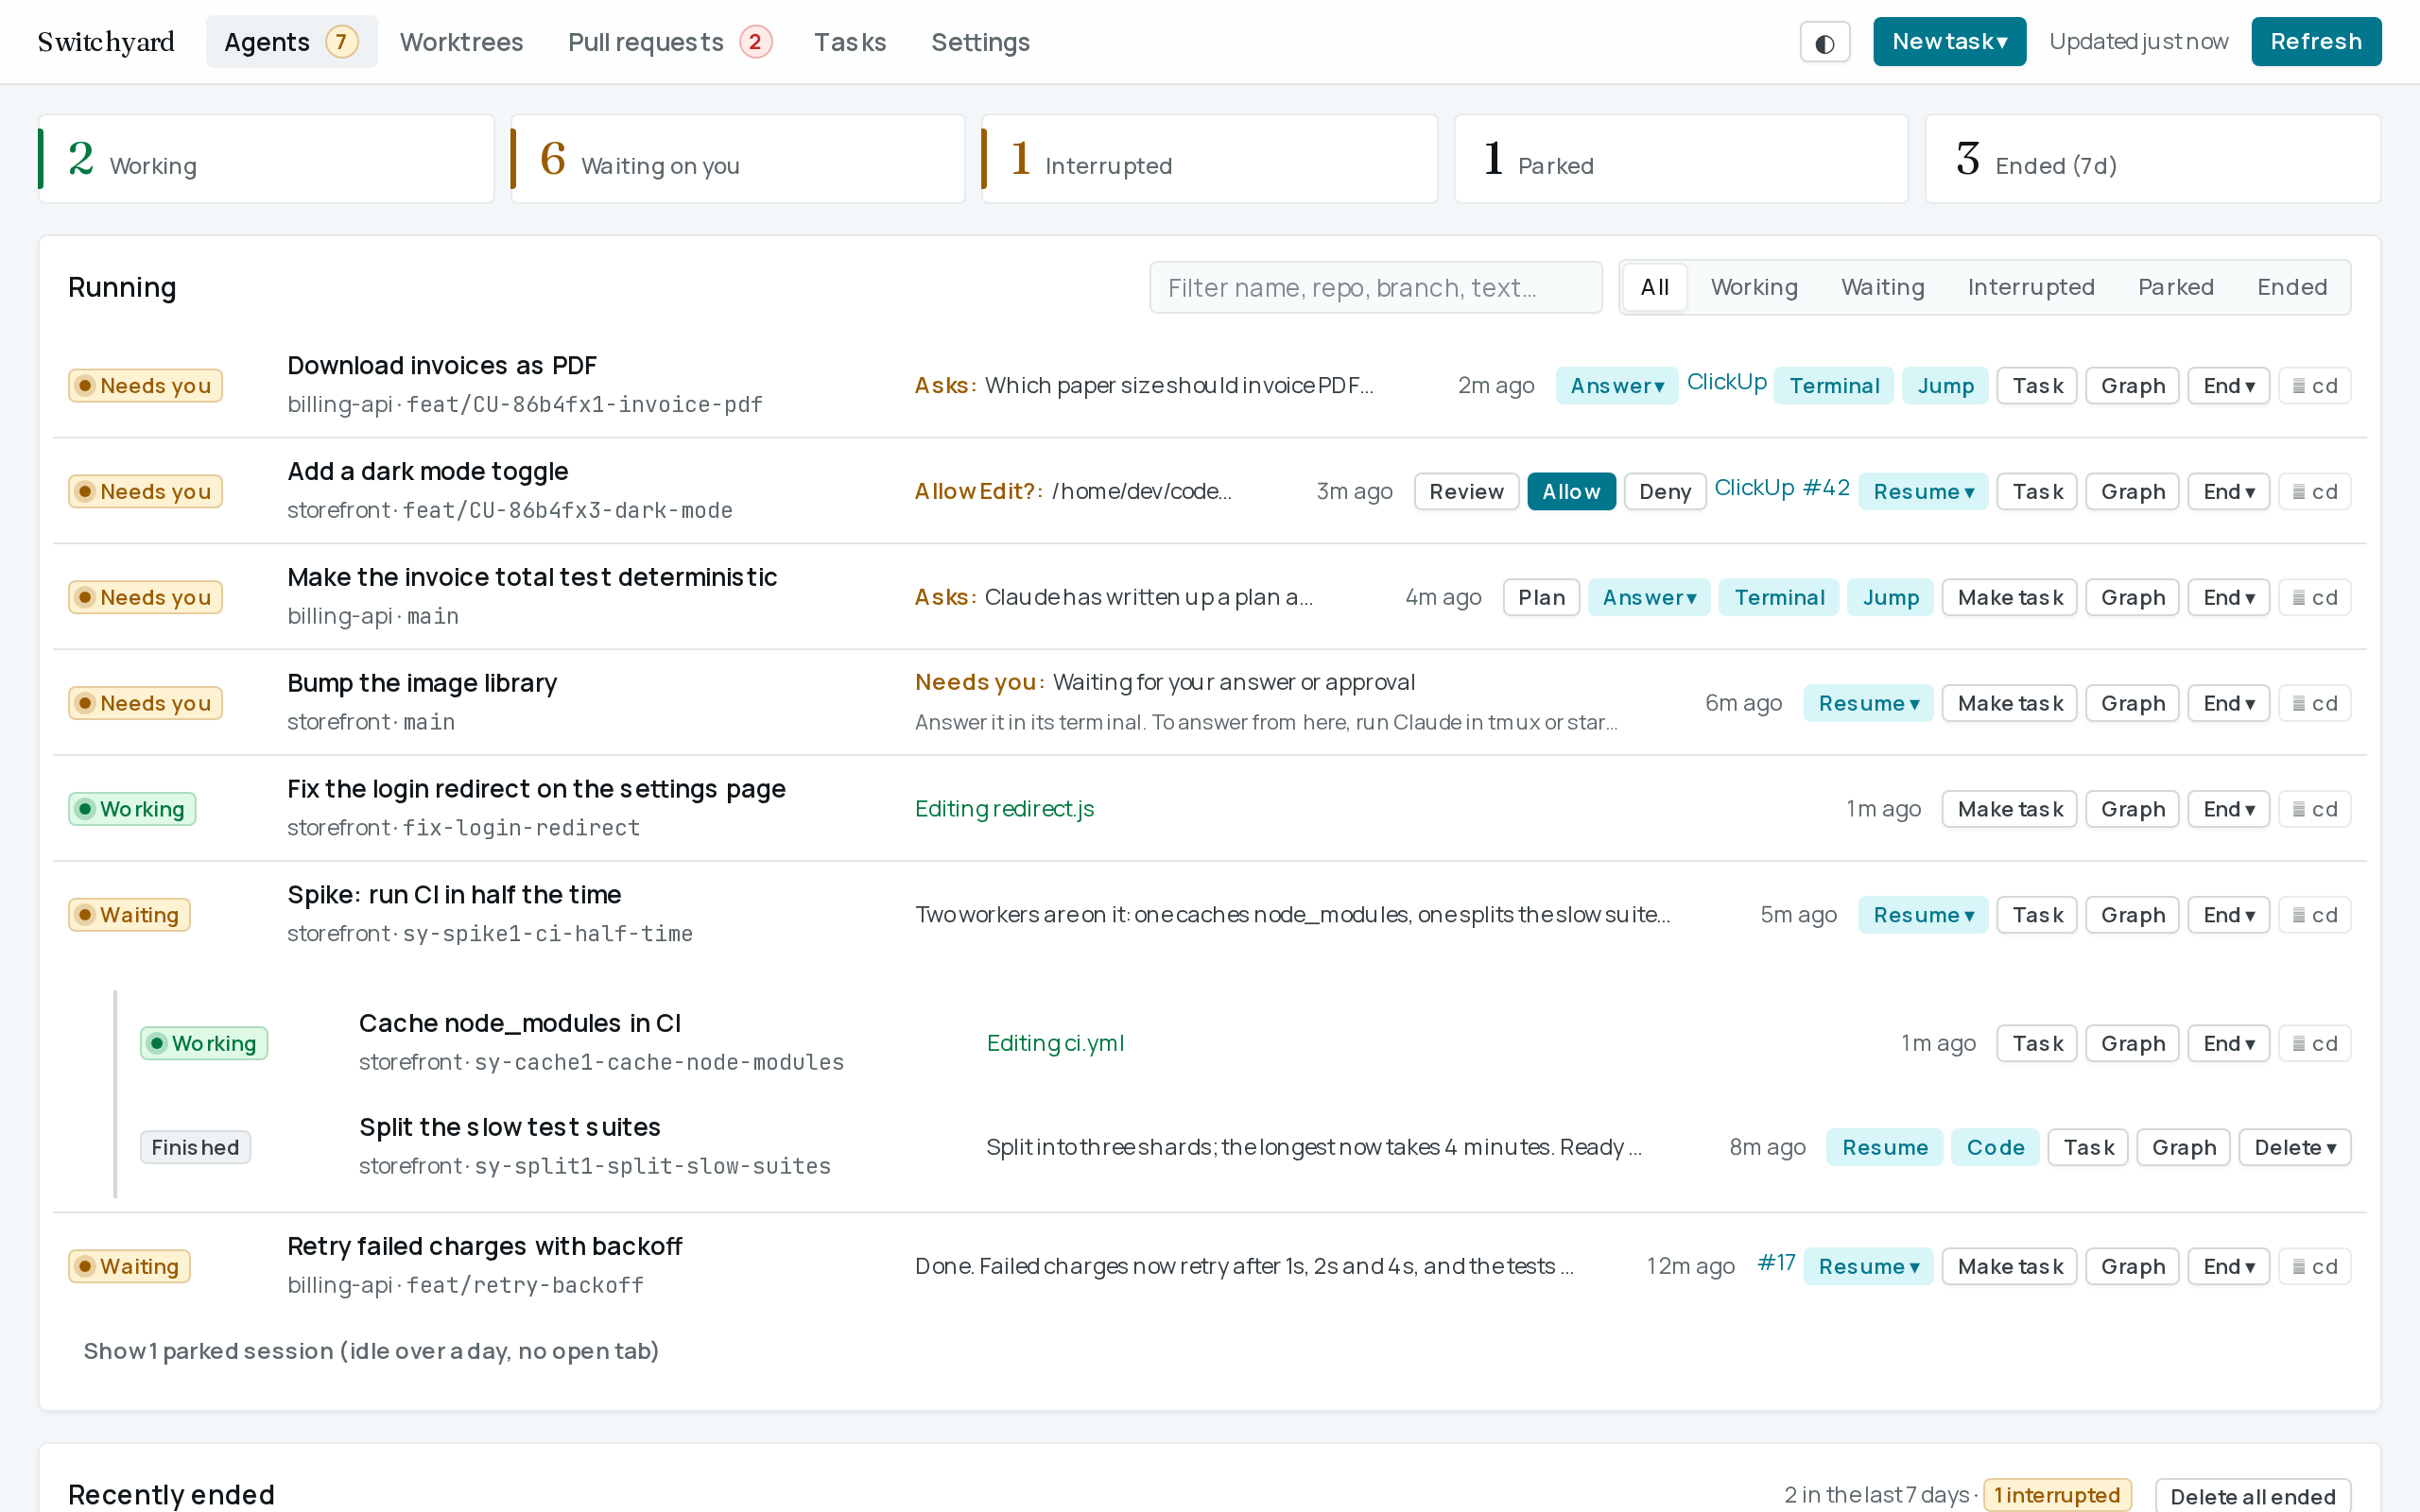 Switchyard Agents 7 Worktrees Pull requests 2 Tasks Settings New task ▾ Updated just now Refresh
2 Working 6 Waiting on you 1 Interrupted 1 Parked 3 Ended (7d)
Running Filter name, repo, branch, text… All Working Waiting Interrupted Parked Ended
Download invoices as PDF
Needs you Asks: Which paper size should invoice PDF… 2m ago Answer ▾ ClickUp Terminal Jump Task Graph End ▾ cd
billing-api · feat/CU-86b4fx1-invoice-pdf
Add a dark mode toggle
Needs you Allow Edit?: /home/dev/code… 3m ago Review Allow Deny ClickUp #42 Resume ▾ Task Graph End ▾ cd
storefront · feat/CU-86b4fx3-dark-mode
Make the invoice total test deterministic
Needs you Asks: Claude has written up a plan a… 4m ago Plan Answer ▾ Terminal Jump Make task Graph End ▾ cd
billing-api · main
Bump the image library Needs you: Waiting for your answer or approval
Needs you 6m ago Resume ▾ Make task Graph End ▾ cd
storefront · main Answer it in its terminal. To answer from here, run Claude in tmux or star…
Fix the login redirect on the settings page
Working Editing redirect.js 1m ago Make task Graph End ▾ cd
storefront · fix-login-redirect
Spike: run CI in half the time
Waiting Two workers are on it: one caches node_modules, one splits the slow suite… 5m ago Resume ▾ Task Graph End ▾ cd
storefront · sy-spike1-ci-half-time
Cache node_modules in CI
Working Editing ci.yml 1m ago Task Graph End ▾ cd
storefront · sy-cache1-cache-node-modules
Split the slow test suites
Finished Split into three shards; the longest now takes 4 minutes. Ready … 8m ago Resume Code Task Graph Delete ▾
storefront · sy-split1-split-slow-suites
Retry failed charges with backoff
Waiting Done. Failed charges now retry after 1s, 2s and 4s, and the tests … 12m ago #17 Resume ▾ Make task Graph End ▾ cd
billing-api · feat/retry-backoff
Show 1 parked session (idle over a day, no open tab)
Recently ended 2 in the last 7 days · 1 interrupted Delete all ended